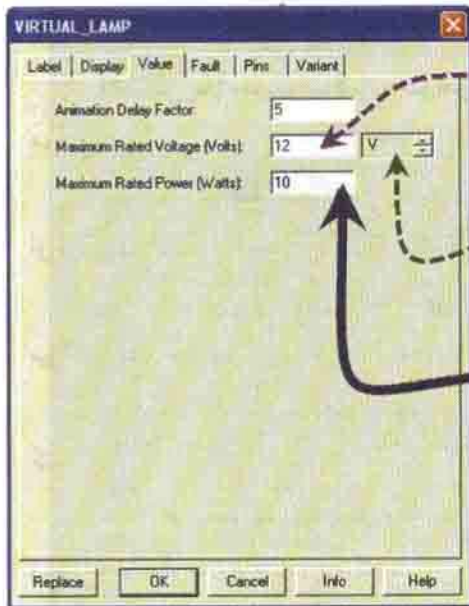 VIRTUAL_LAMP
Label Display Value Fault Pins Variant
Animation Delay Factor: 5
Maximum Rated Voltage (Volts): 12 V
Maximum Rated Power (Watts): 10
Replace OK Cancel Info Help